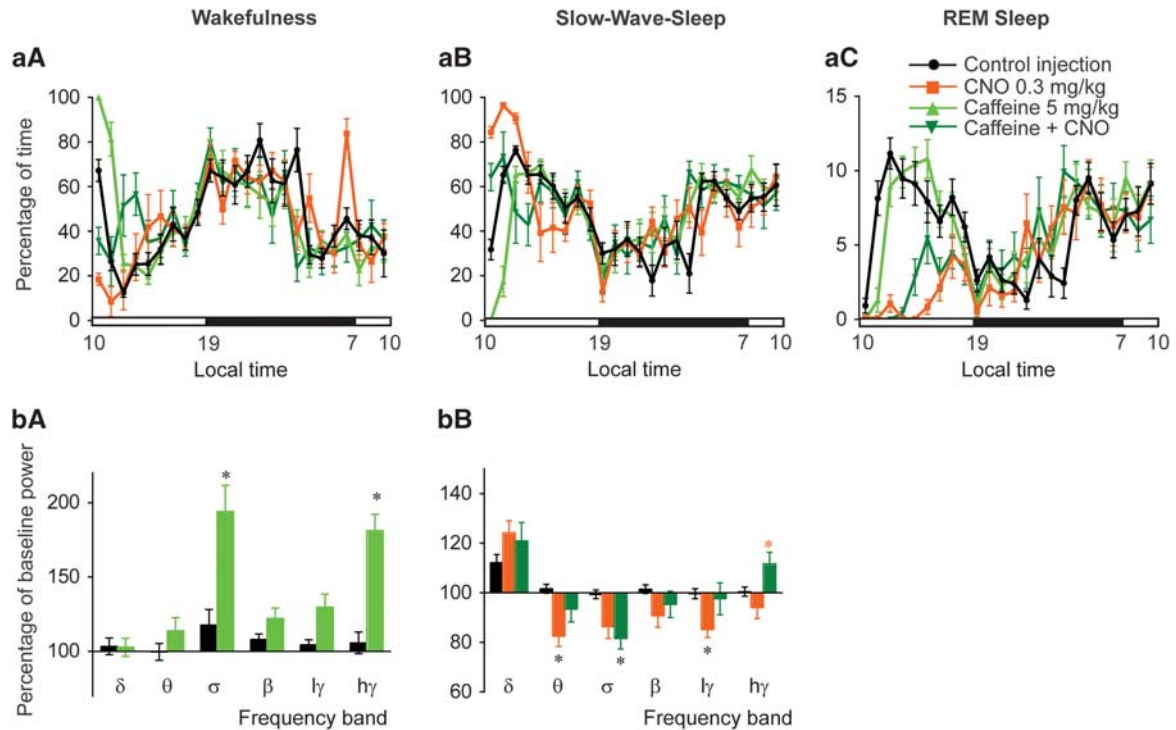 Wakefulness
Slow-Wave-Sleep
REM Sleep
aA
aB
aC
Control injection
CNO 0.3 mg/kg
Caffeine 5 mg/kg
Caffeine + CNO
Percentage of time
100
80
60
40
20
0
10
19
7
10
Local time
100
80
60
40
20
0
10
19
7
10
Local time
15
10
5
0
10
19
7
10
Local time
bA
bB
Percentage of baseline power
200
150
100
*
*
δ
θ
σ
β
lγ
hγ
Frequency band
140
120
100
80
60
*
*
*
*
δ
θ
σ
β
lγ
hγ
Frequency band